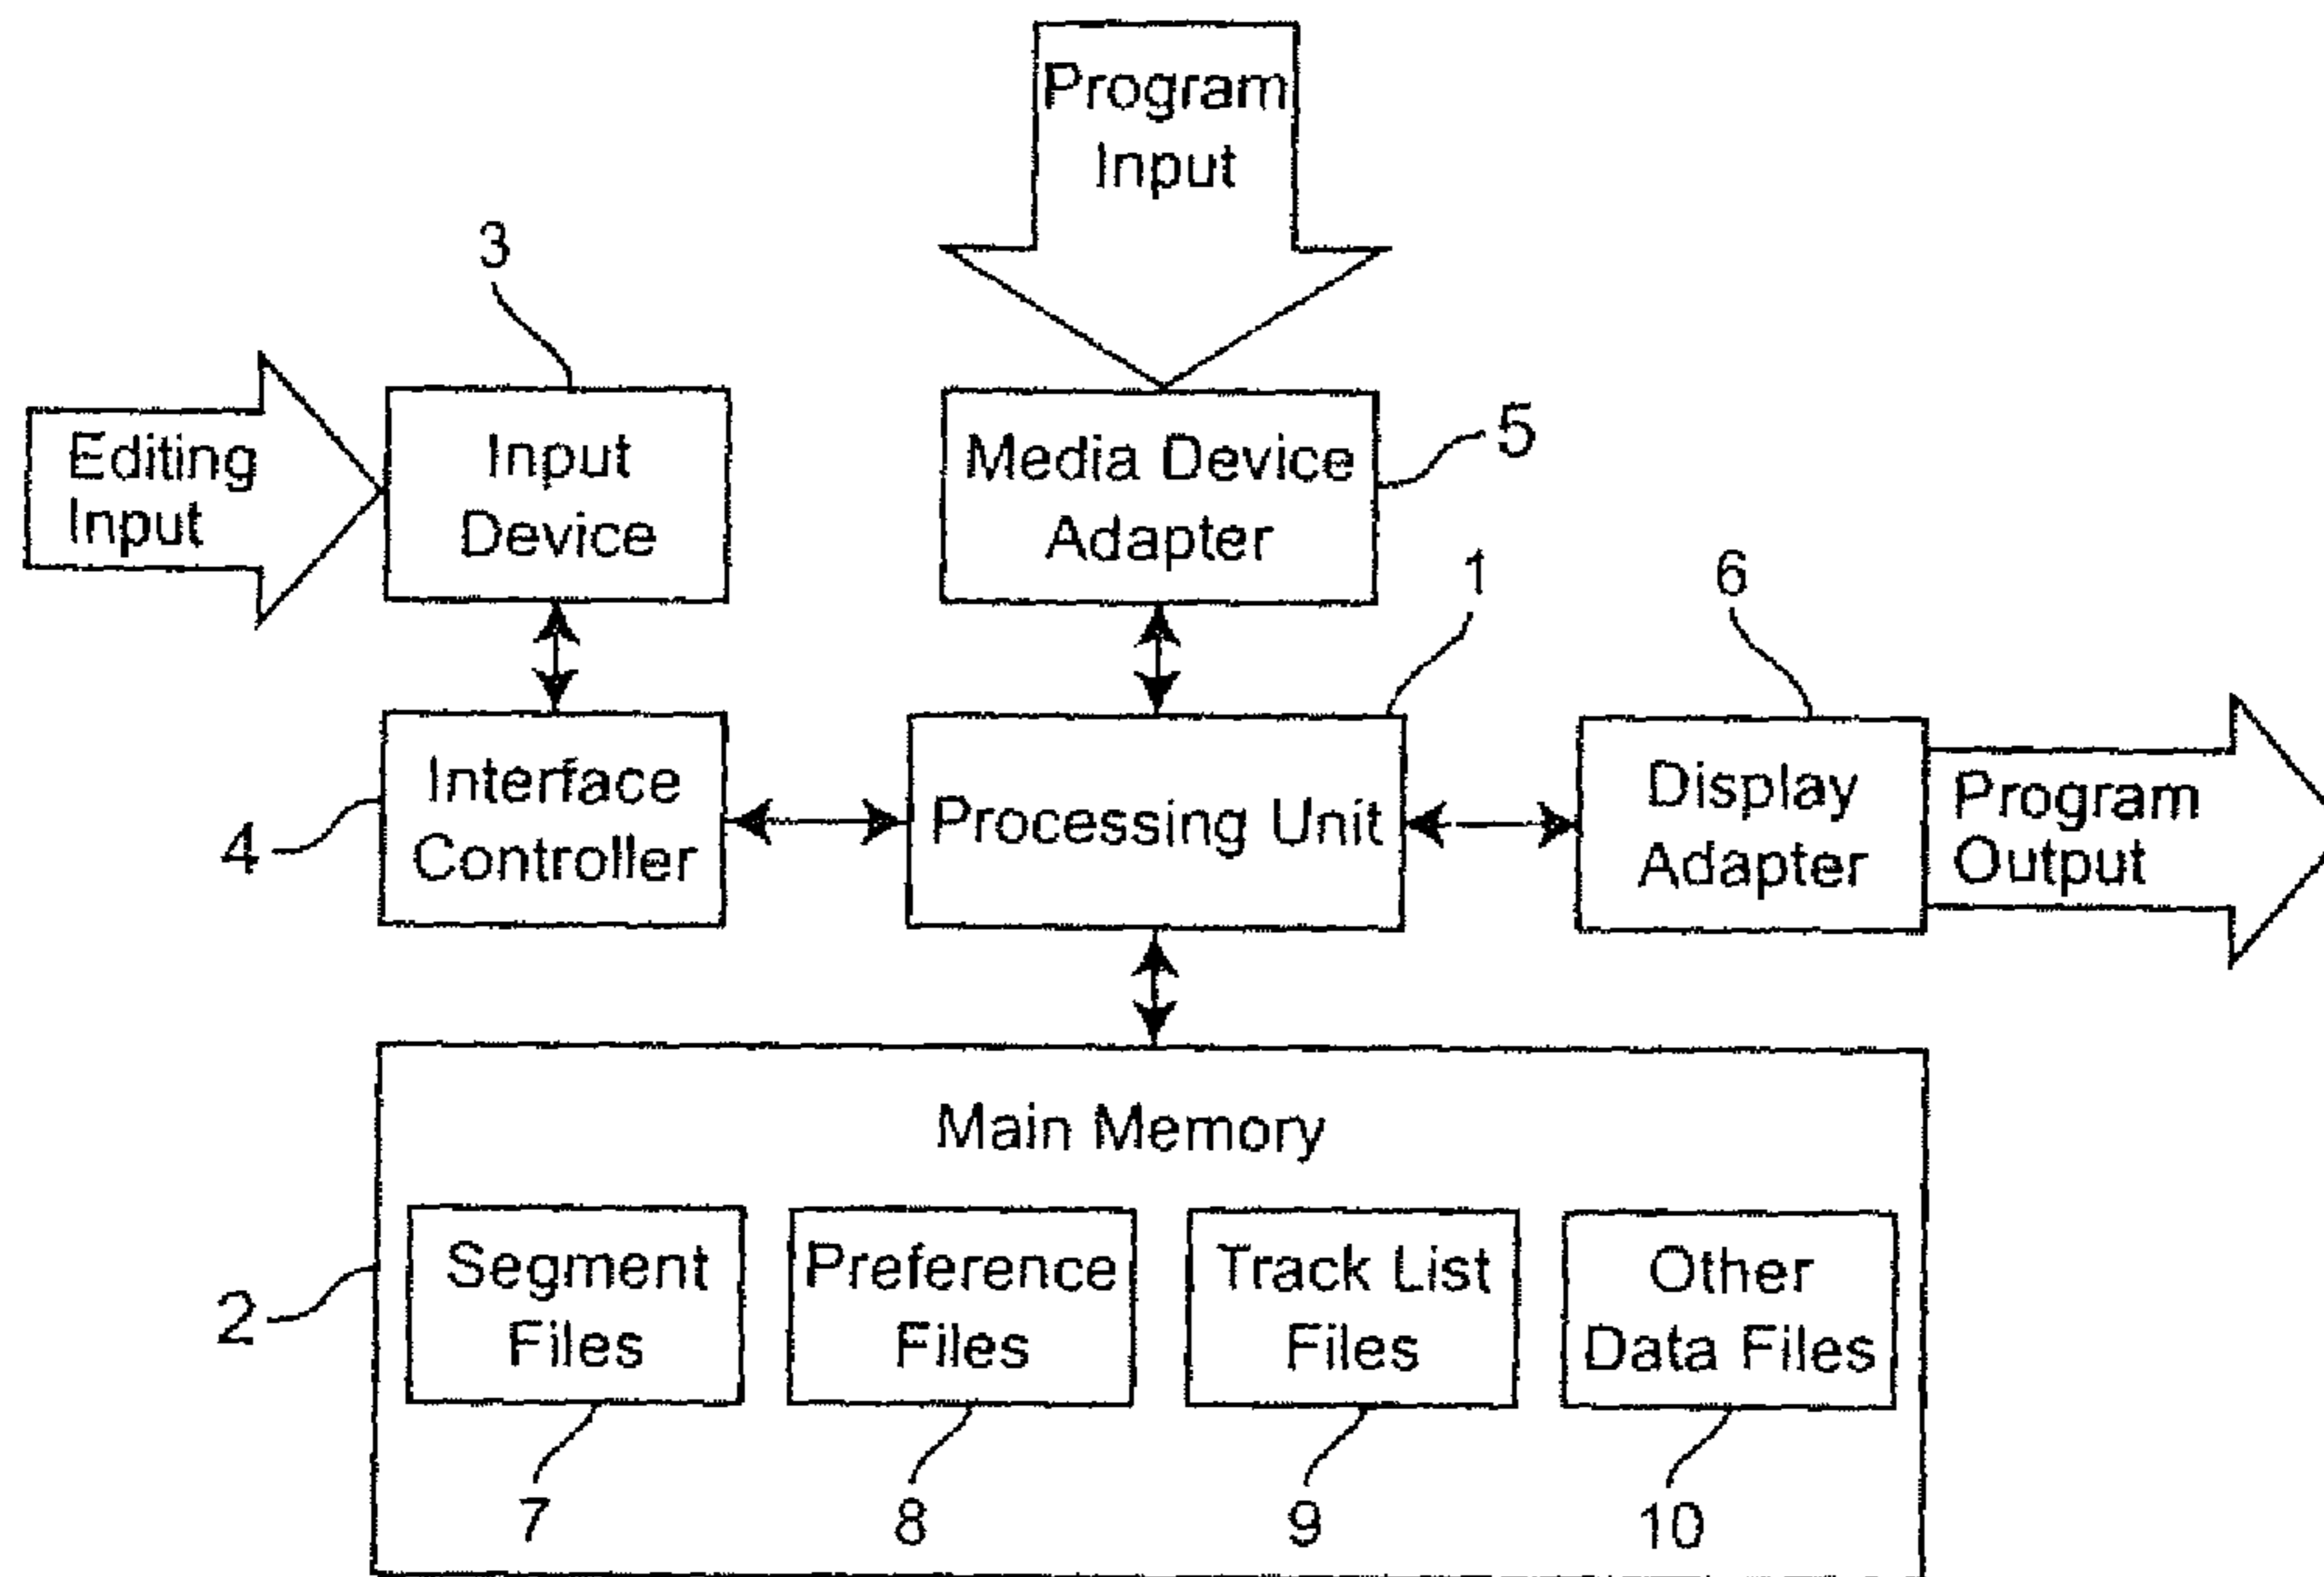 Program
Input
3
Editing
Input
Input
Device
Media Device
Adapter
5
1
6
Interface
Controller
4
Processing Unit
Display
Adapter
Program
Output
Main Memory
2
Segment
Files
Preference
Files
Track List
Files
Other
Data Files
7
8
9
10